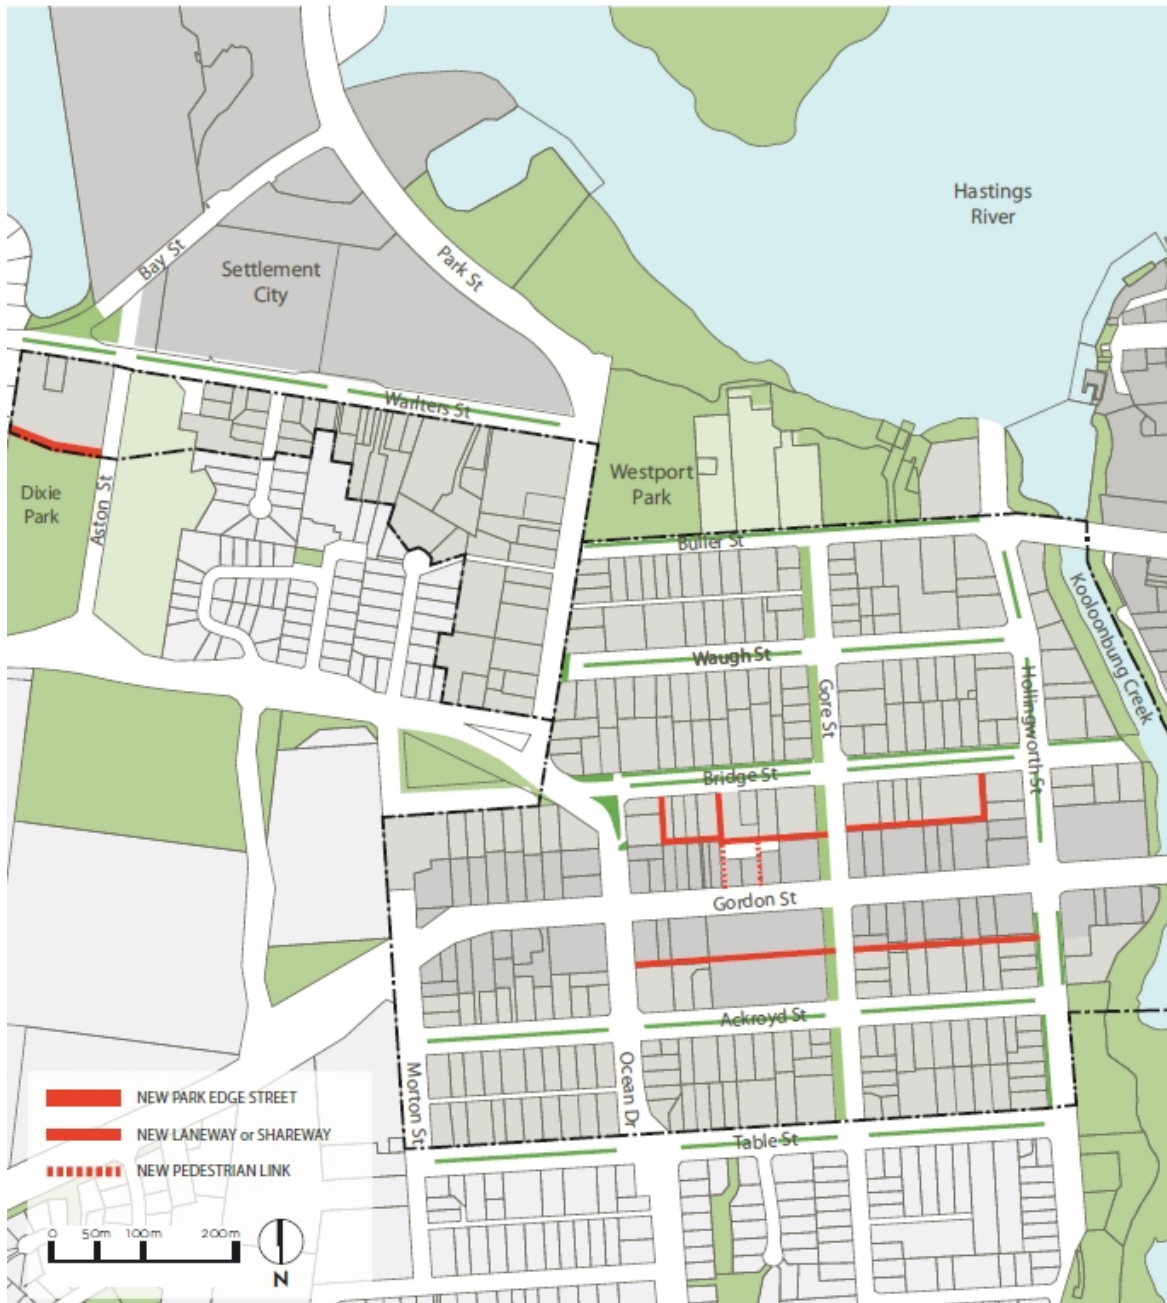 Hastings
River
Bay St
Settlement
City
Park St
Warlters St
Westport
Park
Dixie
Park
Aston St
Buller St
Kooloonbung Creek
Waugh St
Gore St
Hollingworth St
Bridge St
Gordon St
Ackroyd St
Ocean Dr
Morton St
Table St
NEW PARK EDGE STREET
NEW LANEWAY or SHAREWAY
NEW PEDESTRIAN LINK
0 50m 100m 200m
N